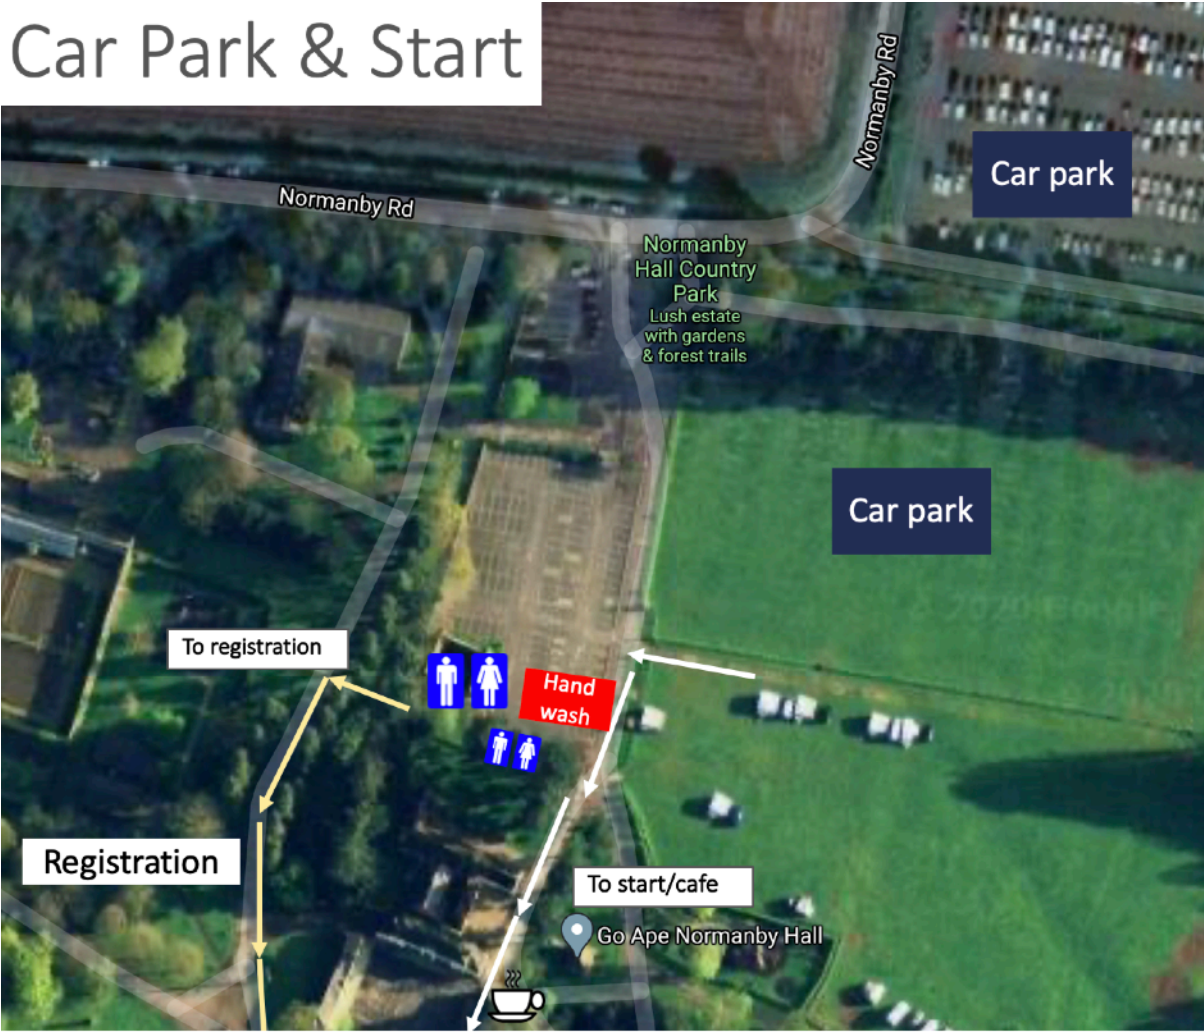 Car Park & Start
Normanby Rd
Car park
Normanby Rd
Normanby
Hall Country
Park
Lush estate
with gardens
& forest trails
Car park
To registration
Hand
wash
Registration
To start/cafe
Go Ape Normanby Hall